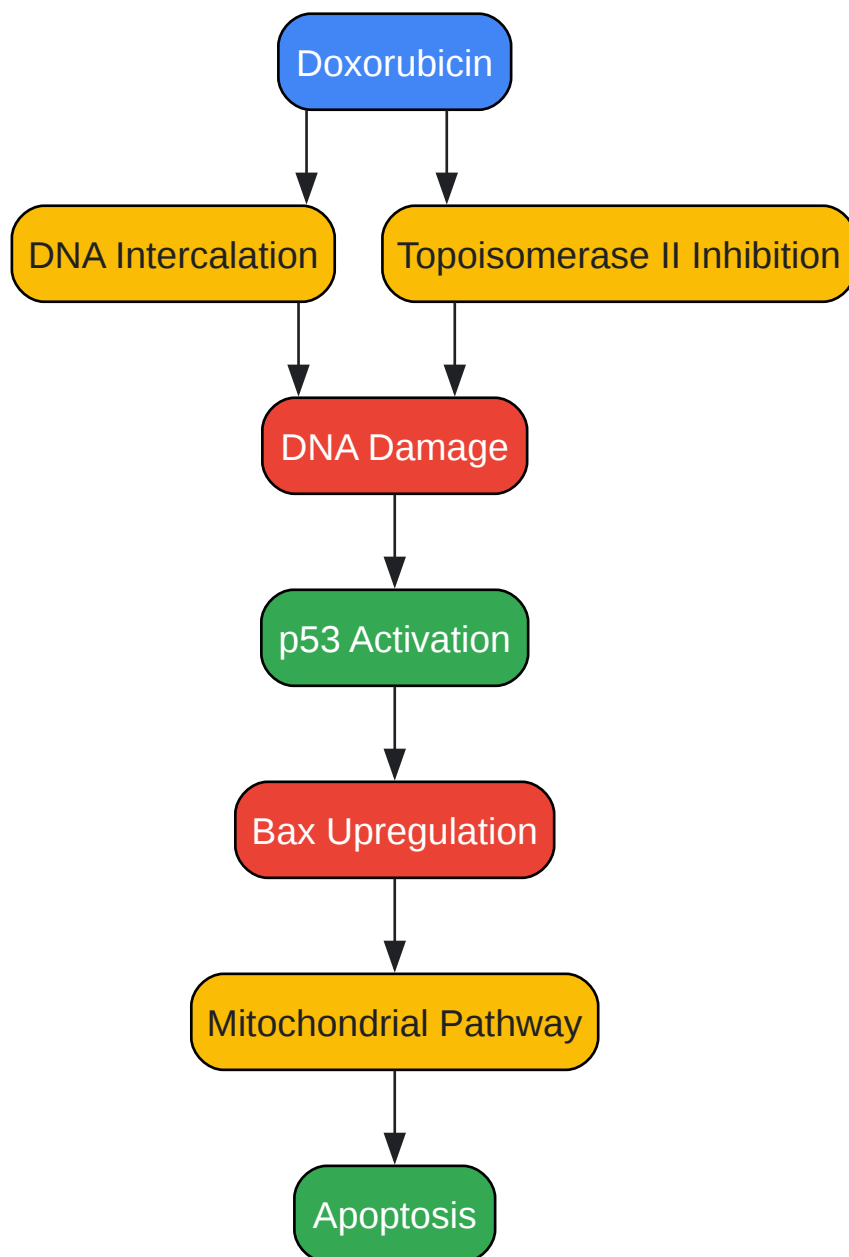 Doxorubicin
DNA Intercalation
Topoisomerase II Inhibition
DNA Damage
p53 Activation
Bax Upregulation
Mitochondrial Pathway
Apoptosis